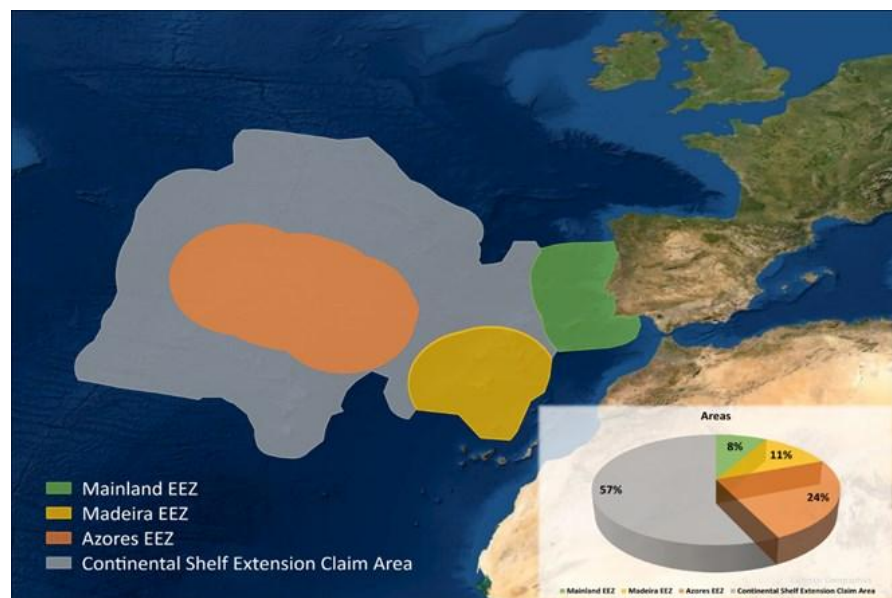 Mainland EEZ
Madeira EEZ
Azores EEZ
Continental Shelf Extension Claim Area
Areas
8%
11%
57%
24%
Mainland EEZ Madeira EEZ Azores EEZ Continental Shelf Extension Claim Area